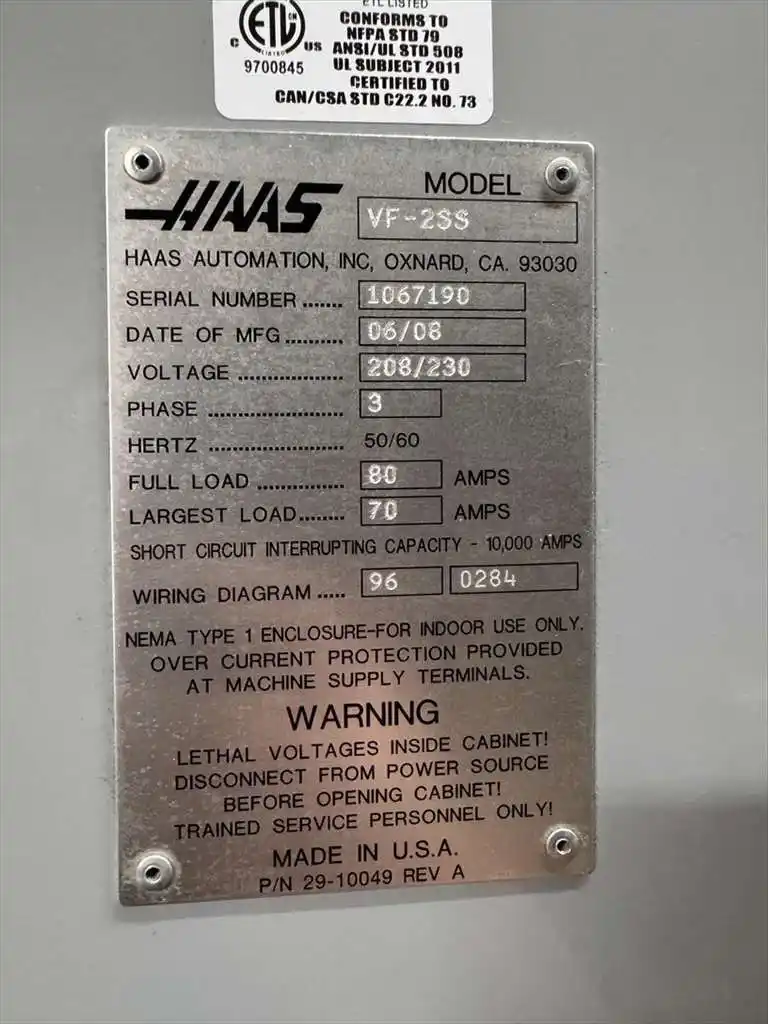 ETL LISTED
CONFORMS TO
NFPA STD 79
ANSI/UL STD 508
UL SUBJECT 2011
CERTIFIED TO
CAN/CSA STD C22.2 NO. 73
ETL CM
LISTED
C US
9700845
HAAS
MODEL
VF-2SS
HAAS AUTOMATION, INC, OXNARD, CA. 93030
SERIAL NUMBER ....... 1067190
DATE OF MFG.......... 06/08
VOLTAGE .................. 208/230
PHASE ....................... 3
HERTZ ....................... 50/60
FULL LOAD ............... 80 AMPS
LARGEST LOAD........ 70 AMPS
SHORT CIRCUIT INTERRUPTING CAPACITY - 10,000 AMPS
WIRING DIAGRAM ..... 96 0284
NEMA TYPE 1 ENCLOSURE-FOR INDOOR USE ONLY.
OVER CURRENT PROTECTION PROVIDED
AT MACHINE SUPPLY TERMINALS.
WARNING
LETHAL VOLTAGES INSIDE CABINET!
DISCONNECT FROM POWER SOURCE
BEFORE OPENING CABINET!
TRAINED SERVICE PERSONNEL ONLY!
MADE IN U.S.A.
P/N 29-10049 REV A